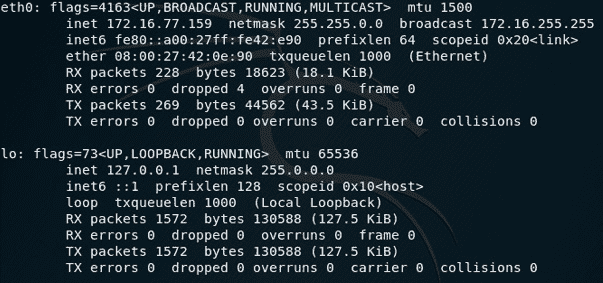 eth0: flags=4163<UP,BROADCAST,RUNNING,MULTICAST>  mtu 1500
inet 172.16.77.159  netmask 255.255.0.0  broadcast 172.16.255.255
inet6 fe80::a00:27ff:fe42:e90  prefixlen 64  scopeid 0x20<link>
ether 08:00:27:42:0e:90  txqueuelen 1000  (Ethernet)
RX packets 228  bytes 18623 (18.1 KiB)
RX errors 0  dropped 4  overruns 0  frame 0
TX packets 269  bytes 44562 (43.5 KiB)
TX errors 0  dropped 0 overruns 0  carrier 0  collisions 0
lo: flags=73<UP,LOOPBACK,RUNNING>  mtu 65536
inet 127.0.0.1  netmask 255.0.0.0
inet6 ::1  prefixlen 128  scopeid 0x10<host>
loop  txqueuelen 1000  (Local Loopback)
RX packets 1572  bytes 130588 (127.5 KiB)
RX errors 0  dropped 0  overruns 0  frame 0
TX packets 1572  bytes 130588 (127.5 KiB)
TX errors 0  dropped 0 overruns 0  carrier 0  collisions 0